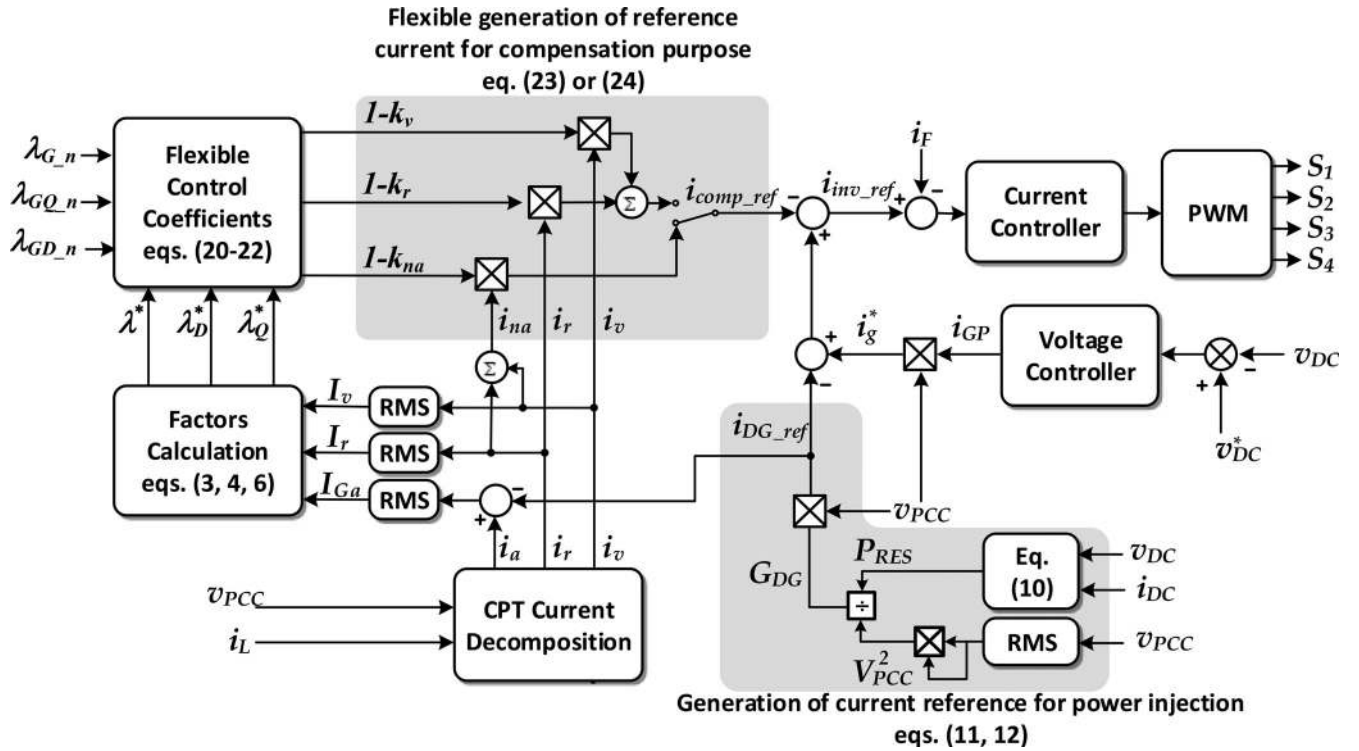 Flexible generation of reference
current for compensation purpose
eq. (23) or (24)
λG_n
λGQ_n
λGD_n
Flexible
Control
Coefficients
eqs. (20-22)
1-kv
1-kr
1-kna
Σ
icomp_ref
−
+
iinv_ref
iF
+
−
Current
Controller
PWM
S1
S2
S3
S4
λ*
λ*D
λ*Q
ina
ir
iv
Σ
Factors
Calculation
eqs. (3, 4, 6)
Iv
RMS
Ir
RMS
IGa
RMS
−
+
+
−
i*g
iGP
Voltage
Controller
+
−
vDC
v*DC
iDG_ref
vPCC
ia
ir
iv
vPCC
iL
CPT Current
Decomposition
GDG
PRES
÷
Eq.
(10)
vDC
iDC
V2PCC
RMS
vPCC
Generation of current reference for power injection
eqs. (11, 12)